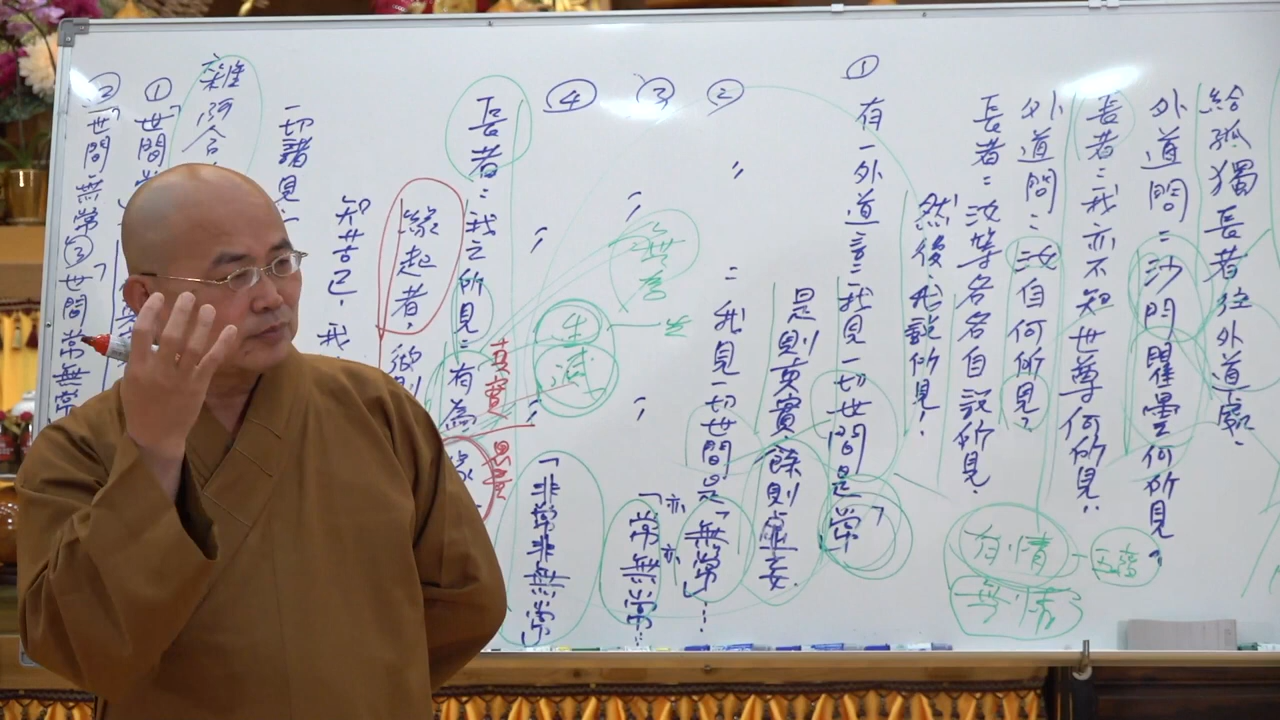 給孤獨長者往外道處.
外道問:沙門瞿曇何所見?
長者:我亦不知世尊何所見.
外道問:汝自何所見?
長者:汝等各各自說所見.
然後我說所見!
① 有一外道言:我見一切世間是「常」
是則真實餘則虛妄.
② 〃 :我見一切世間是「無常」…
③ 〃 〃 「亦常亦無常…
④ 〃 〃 「非常非無常」
長者:我之所見:有為
緣起者,
知苦已,我
一切諸見
雜阿含
①「世間
②「世間無常③「世間常無常
生滅
真實
有情-五陰
無情